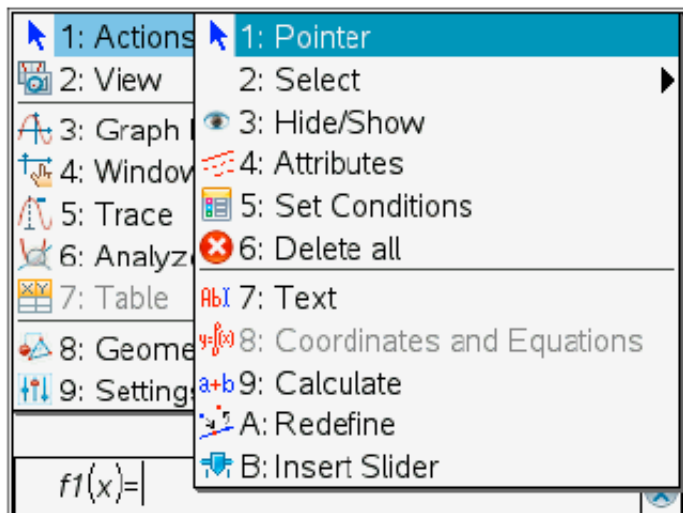 1: Actions
2: View
3: Graph
4: Window
5: Trace
6: Analyze
7: Table
8: Geome
9: Settings
1: Pointer
2: Select
3: Hide/Show
4: Attributes
5: Set Conditions
6: Delete all
7: Text
8: Coordinates and Equations
9: Calculate
A: Redefine
B: Insert Slider
f1(x)=